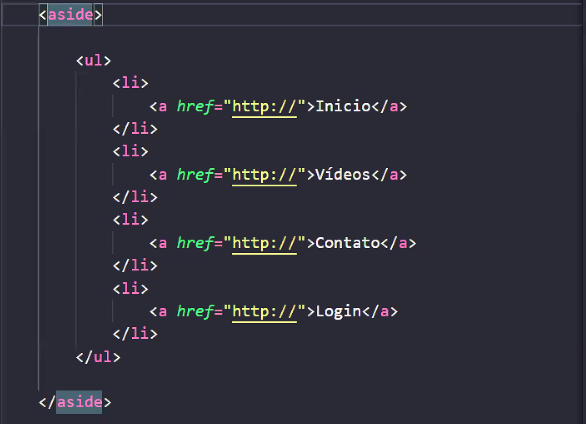 <aside>
<ul>
<li>
<a href="http://">Inicio</a>
</li>
<li>
<a href="http://">Vídeos</a>
</li>
<li>
<a href="http://">Contato</a>
</li>
<li>
<a href="http://">Login</a>
</li>
</ul>
</aside>